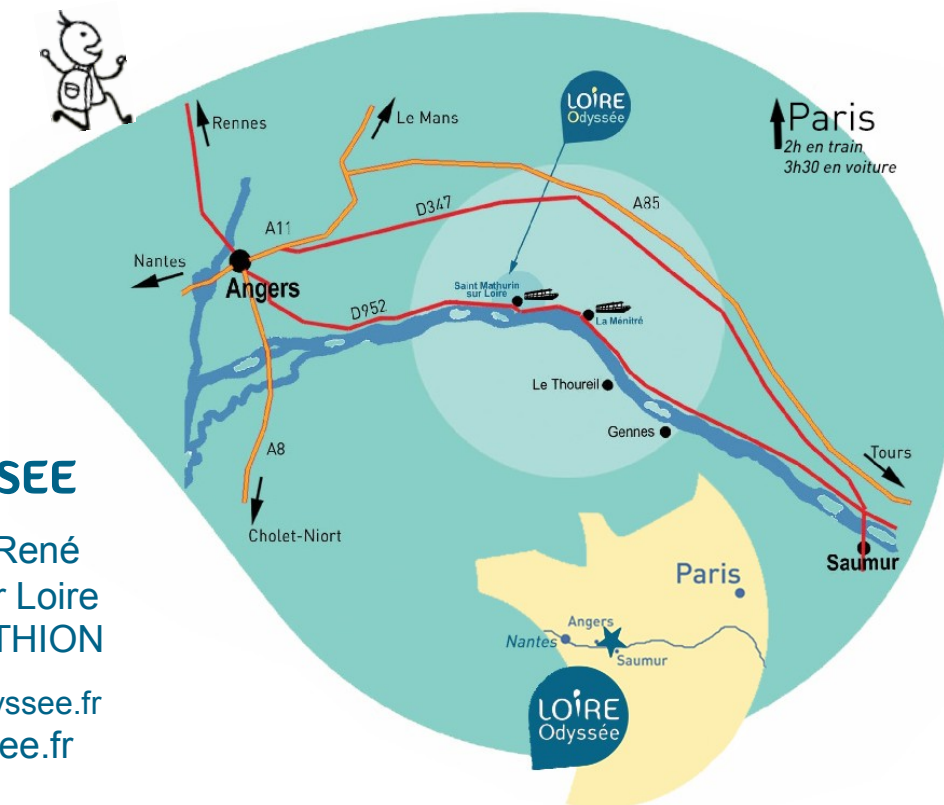 LOIRE
Odyssée
Rennes
Le Mans
Paris
2h en train
3h30 en voiture
D347
A85
A11
Nantes
Angers
Saint Mathurin
sur Loire
D952
La Ménitré
Le Thoureil
Gennes
A8
Tours
SEE
Cholet-Niort
René
Saumur
r Loire
THION
yssee.fr
ee.fr
Paris
Angers
Nantes
Saumur
LOIRE
Odyssée